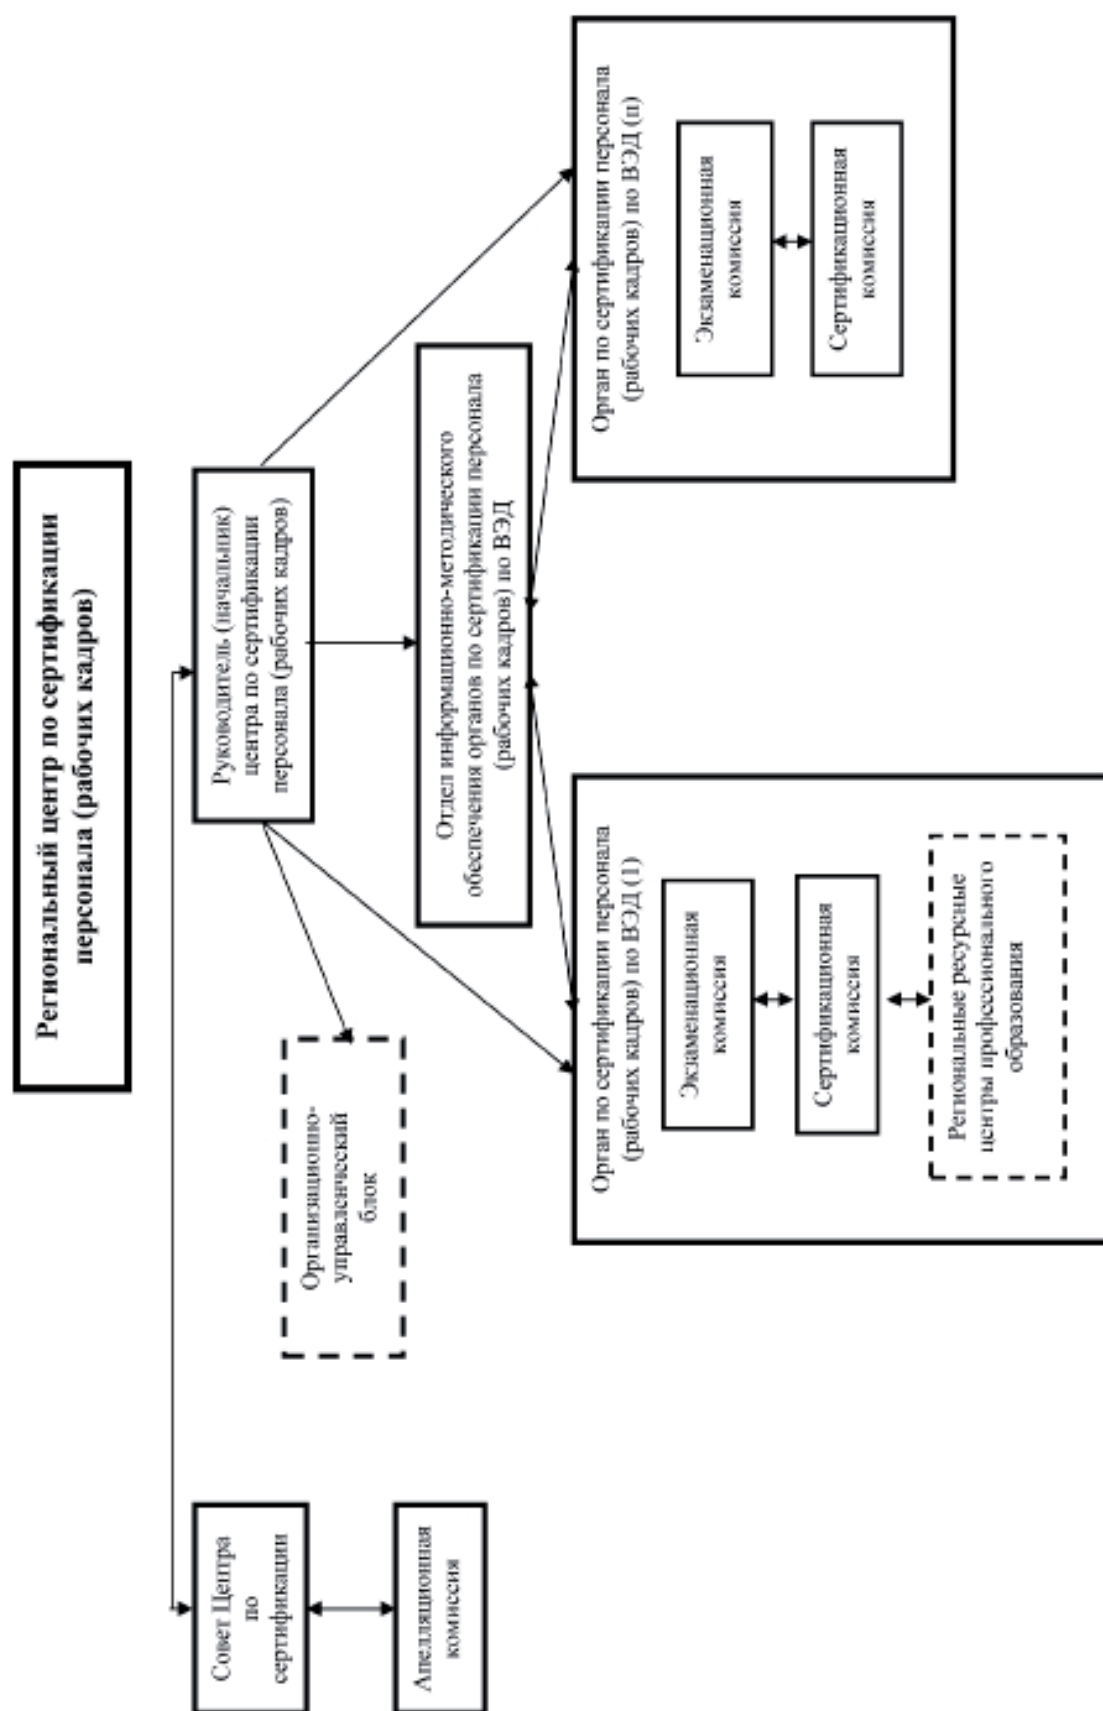 Региональный центр по сертификации
персонала (рабочих кадров)
Совет Центра
по
сертификации
Апелляционная
комиссия
Руководитель (начальник)
центра по сертификации
персонала (рабочих кадров)
Организационно-
управленческий
блок
Отдел информационно-методического
обеспечения органов по сертификации персонала
(рабочих кадров) по ВЭД
Орган по сертификации персонала
(рабочих кадров) по ВЭД (1)
Экзаменационная
комиссия
Сертификационная
комиссия
Региональные ресурсные
центры профессионального
образования
Орган по сертификации персонала
(рабочих кадров) по ВЭД (п)
Экзаменационная
комиссия
Сертификационная
комиссия